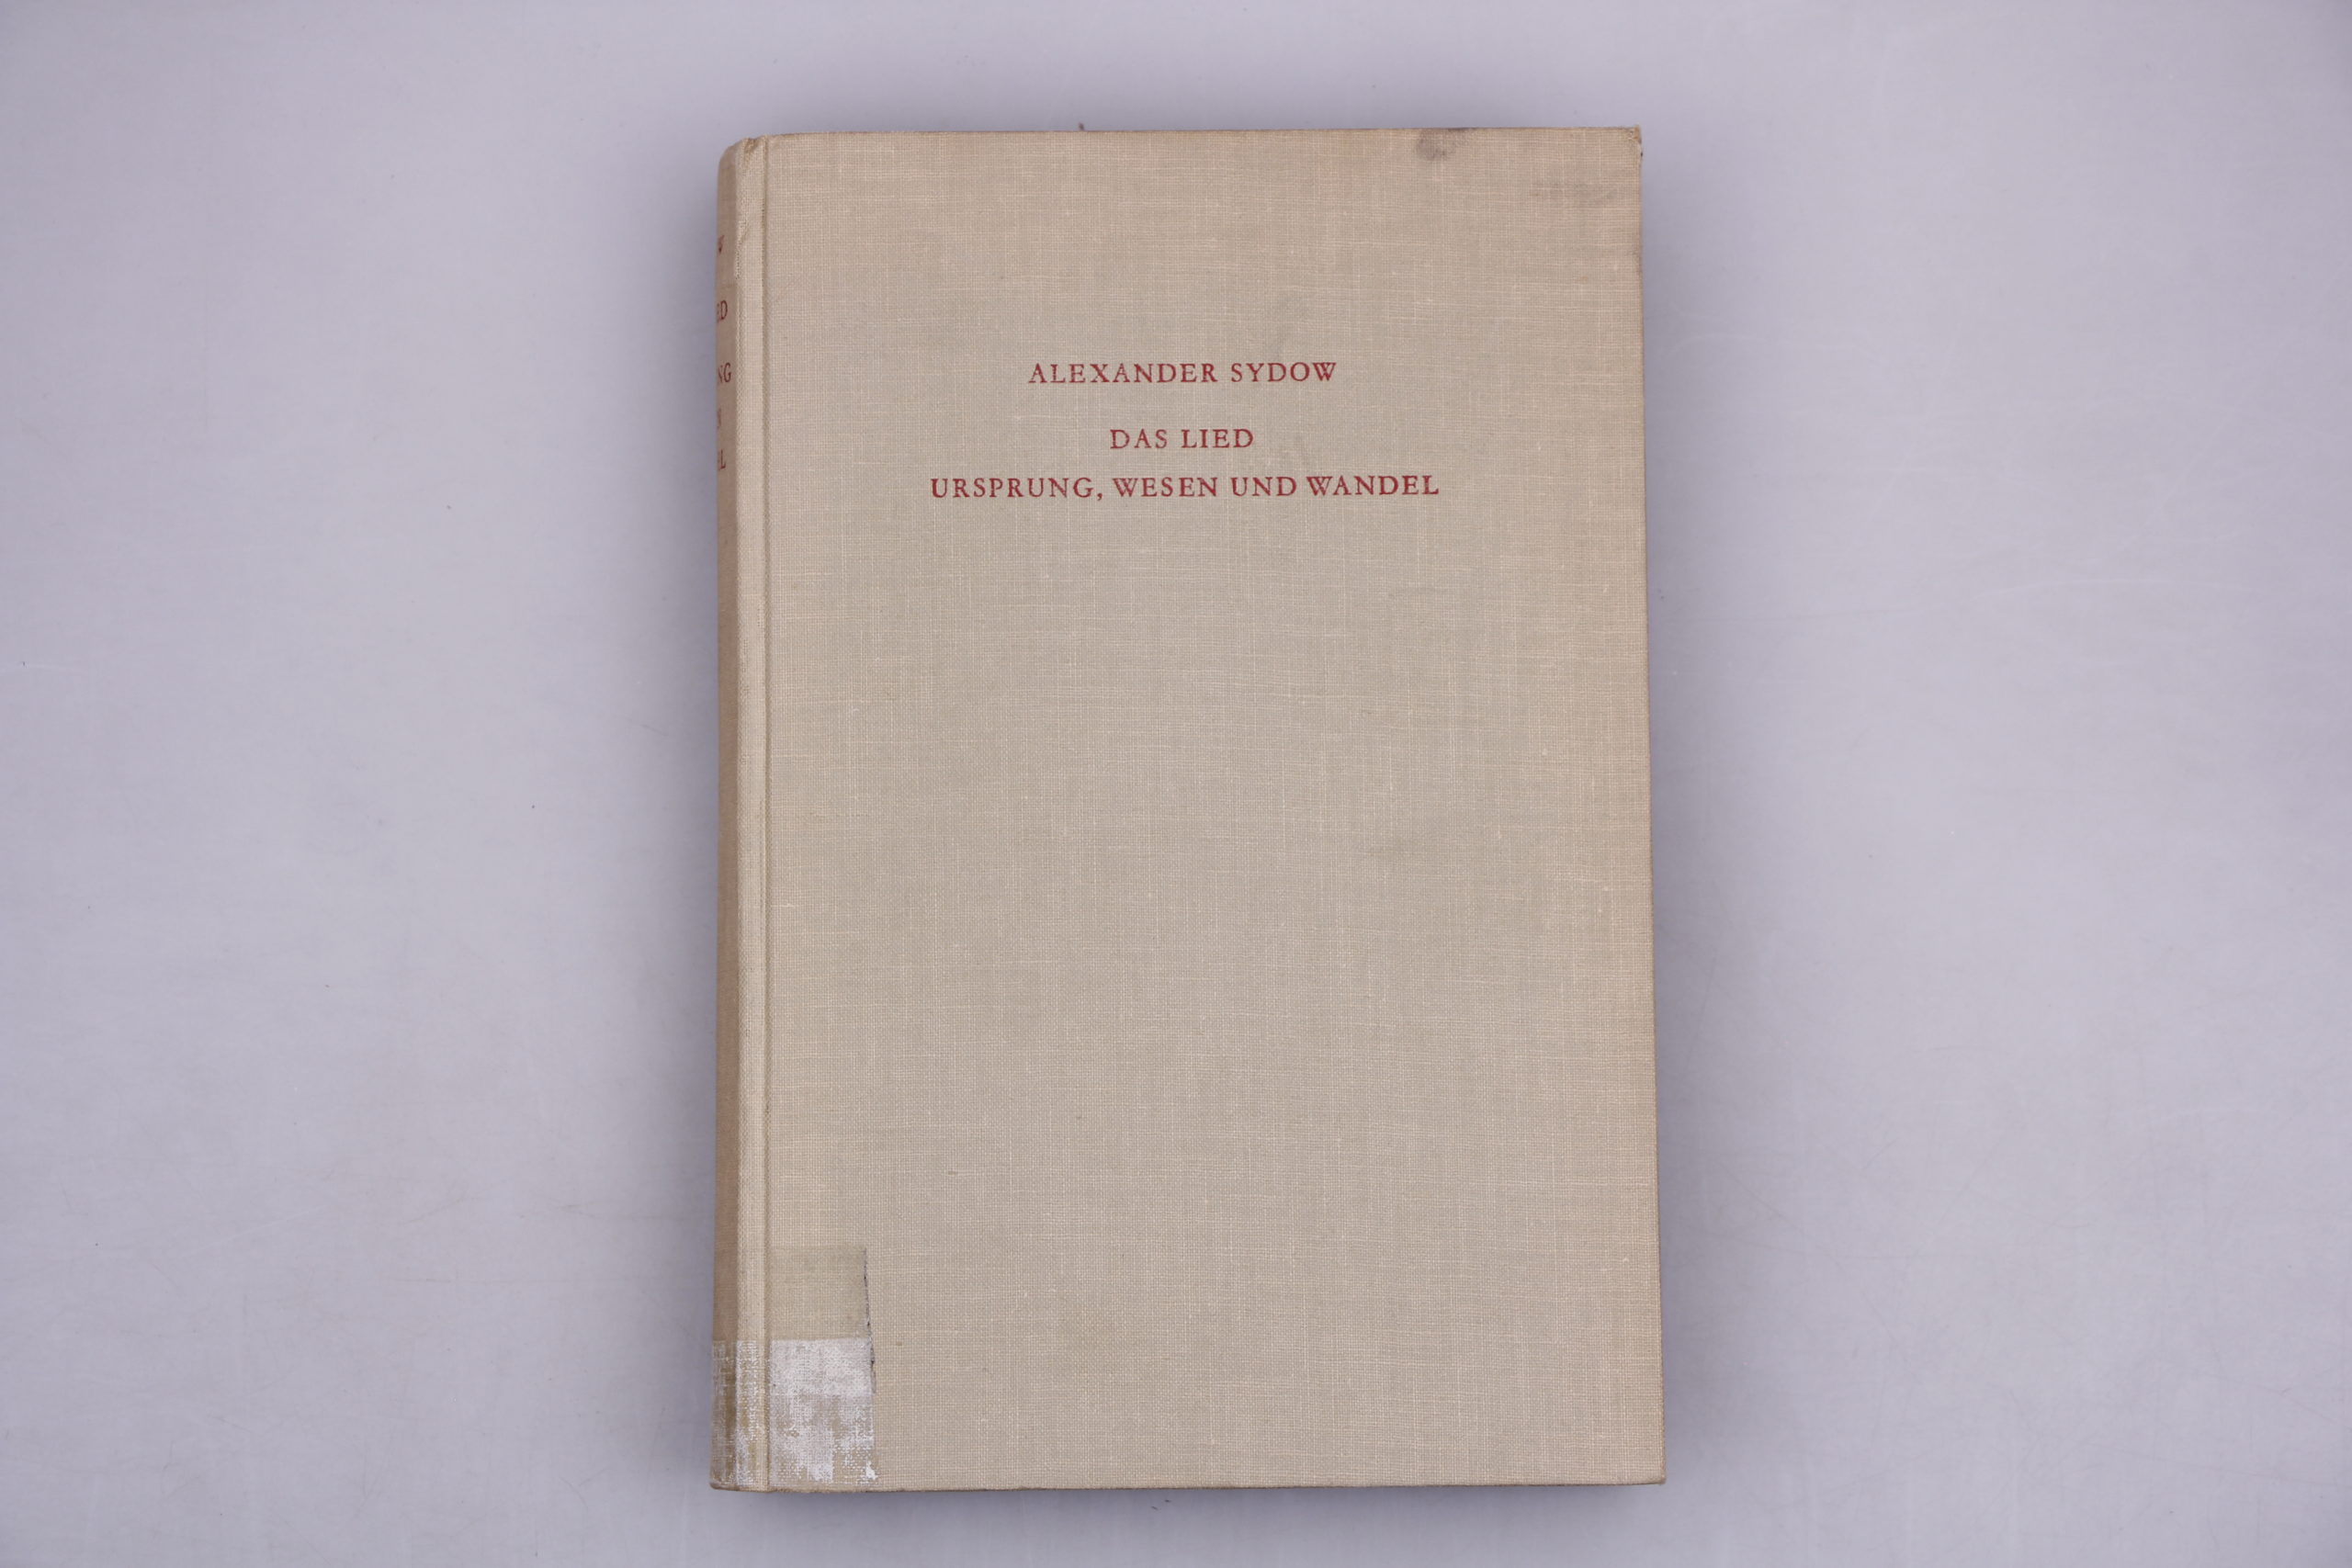 ALEXANDER SYDOW
DAS LIED
URSPRUNG, WESEN UND WANDEL